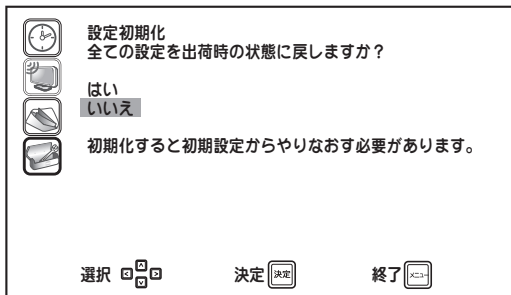 設定初期化
全ての設定を出荷時の状態に戻しますか？
はい
いいえ
初期化すると初期設定からやりなおす必要があります。
選択 決定 決定 終了 メニュー